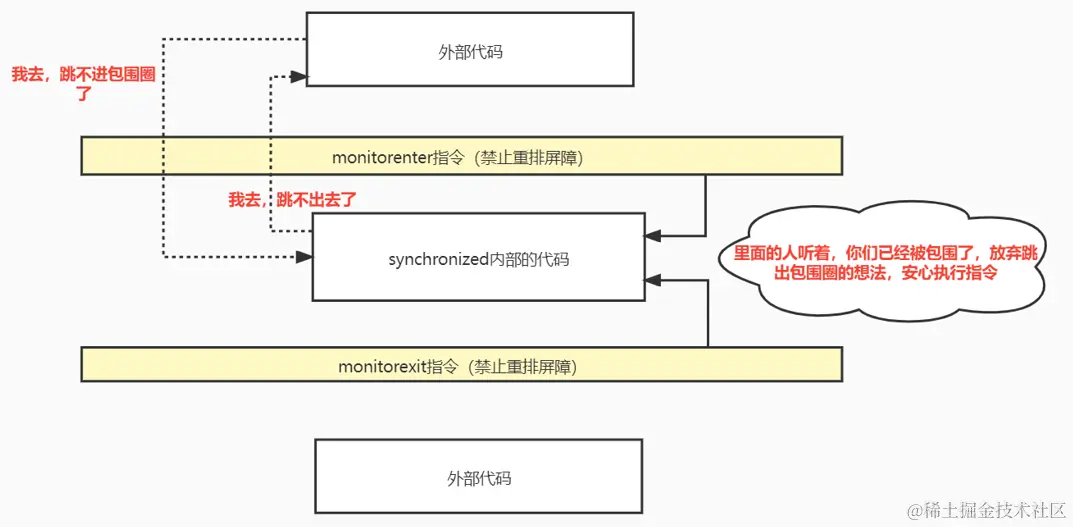 外部代码
我去，跳不进包围圈
了
monitorenter指令（禁止重排屏障）
我去，跳不出去了
synchronized内部的代码
里面的人听着，你们已经被包围了，放弃跳
出包围圈的想法，安心执行指令
monitorexit指令（禁止重排屏障）
外部代码
@稀土掘金技术社区